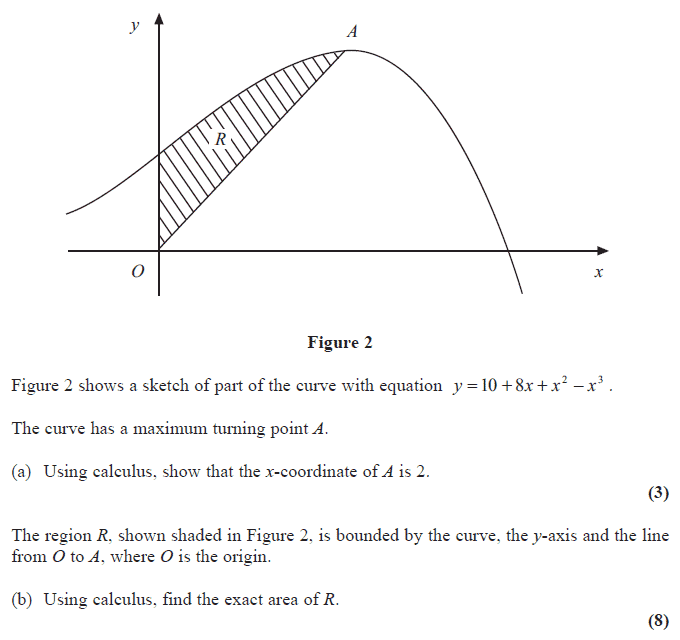 y
A
R
O
x
Figure 2
Figure 2 shows a sketch of part of the curve with equation y = 10 + 8x + x² − x³ .
The curve has a maximum turning point A.
(a) Using calculus, show that the x-coordinate of A is 2.
(3)
The region R, shown shaded in Figure 2, is bounded by the curve, the y-axis and the line
from O to A, where O is the origin.
(b) Using calculus, find the exact area of R.
(8)